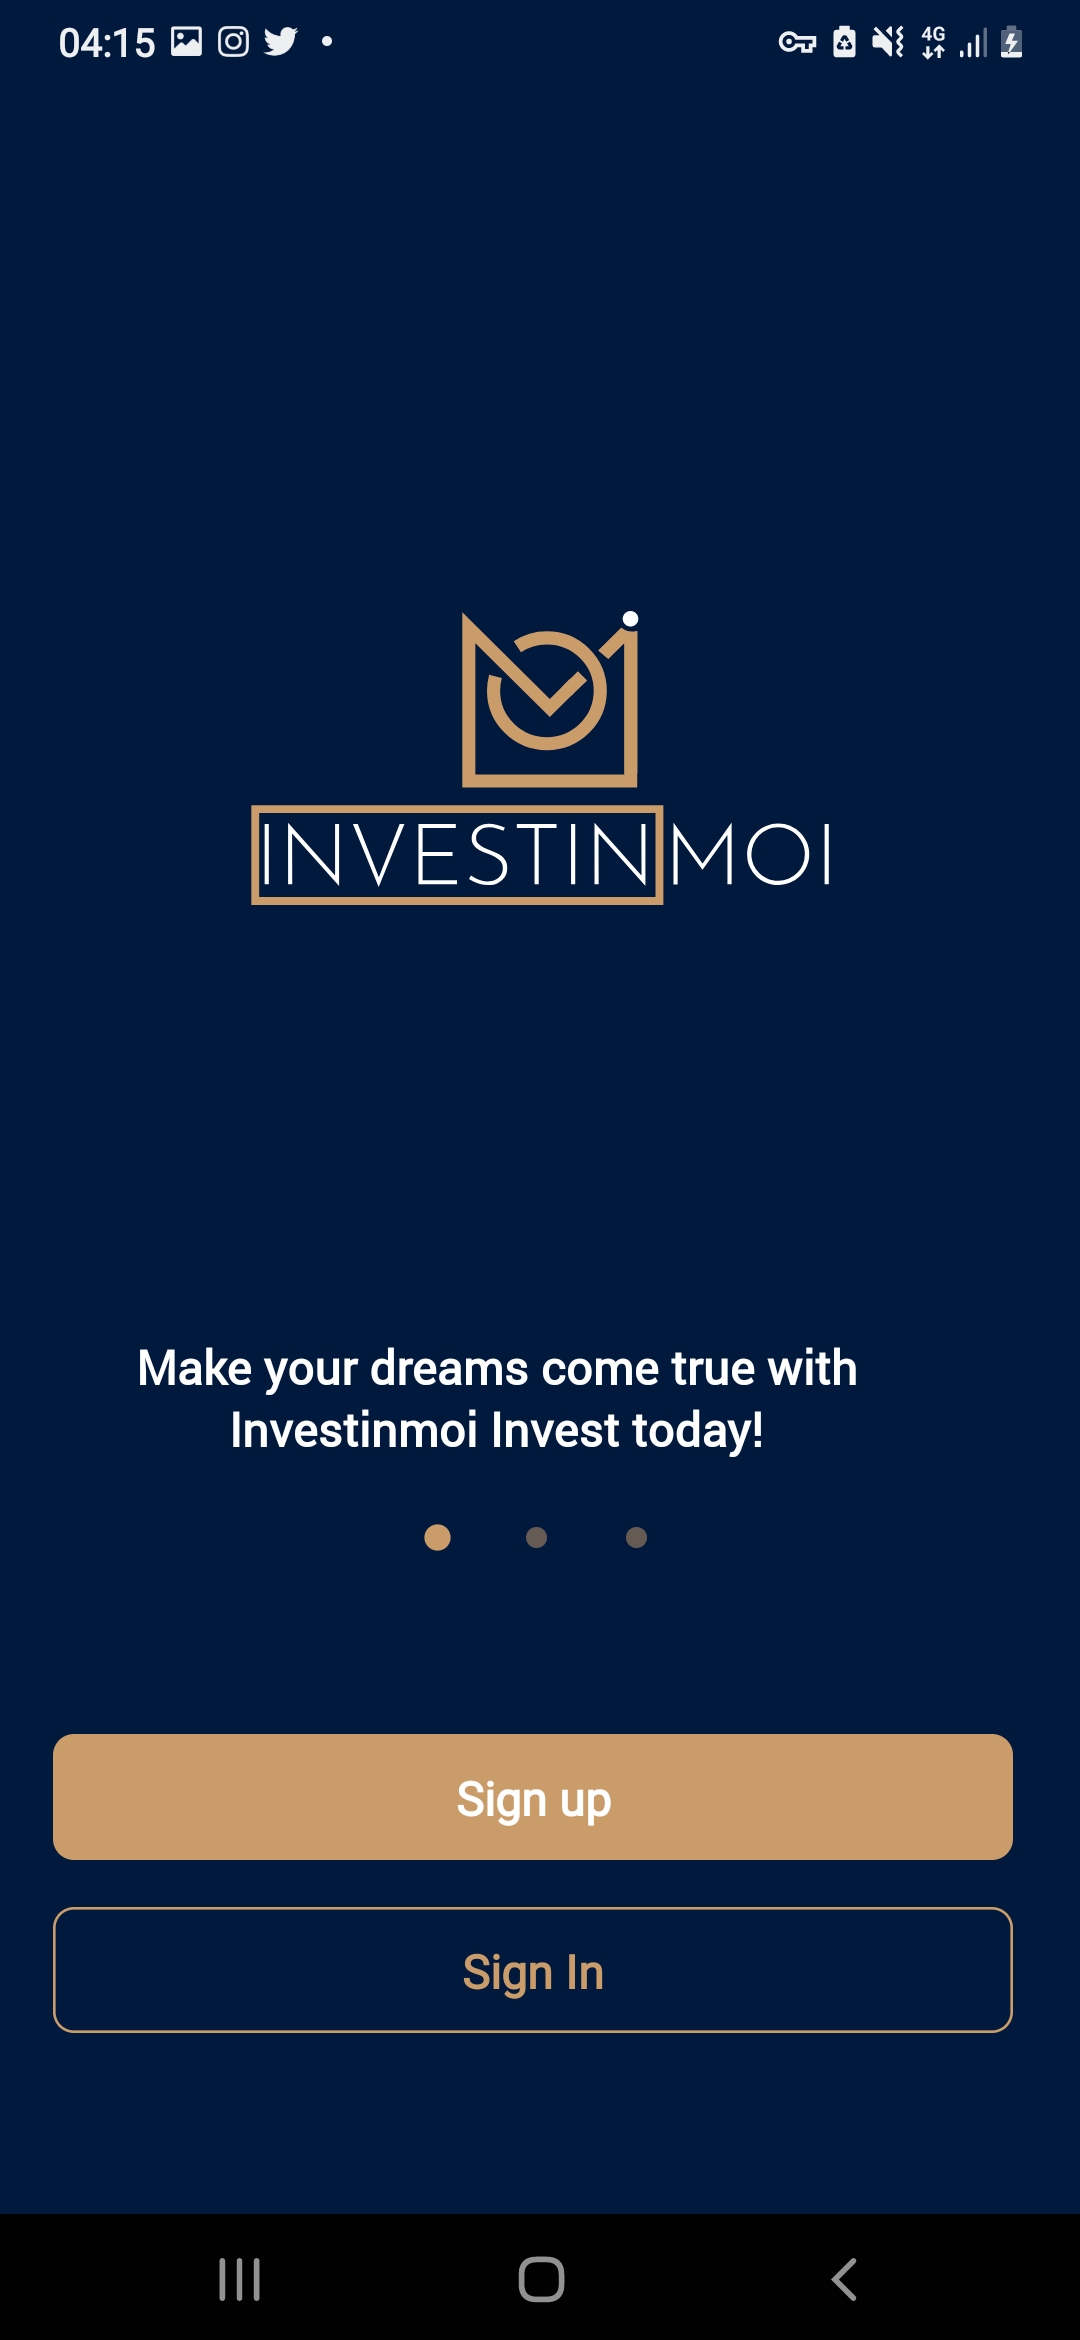 04:15
4G
INVESTINMOI
Make your dreams come true with
Investinmoi Invest today!
Sign up
Sign In